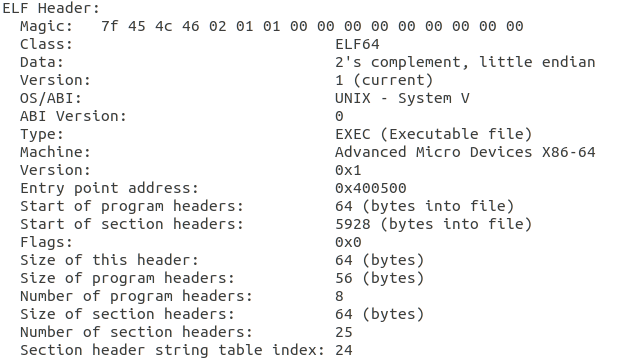 ELF Header:
  Magic:   7f 45 4c 46 02 01 01 00 00 00 00 00 00 00 00 00
  Class:                             ELF64
  Data:                              2's complement, little endian
  Version:                           1 (current)
  OS/ABI:                            UNIX - System V
  ABI Version:                       0
  Type:                              EXEC (Executable file)
  Machine:                           Advanced Micro Devices X86-64
  Version:                           0x1
  Entry point address:               0x400500
  Start of program headers:          64 (bytes into file)
  Start of section headers:          5928 (bytes into file)
  Flags:                             0x0
  Size of this header:               64 (bytes)
  Size of program headers:           56 (bytes)
  Number of program headers:         8
  Size of section headers:           64 (bytes)
  Number of section headers:         25
  Section header string table index: 24